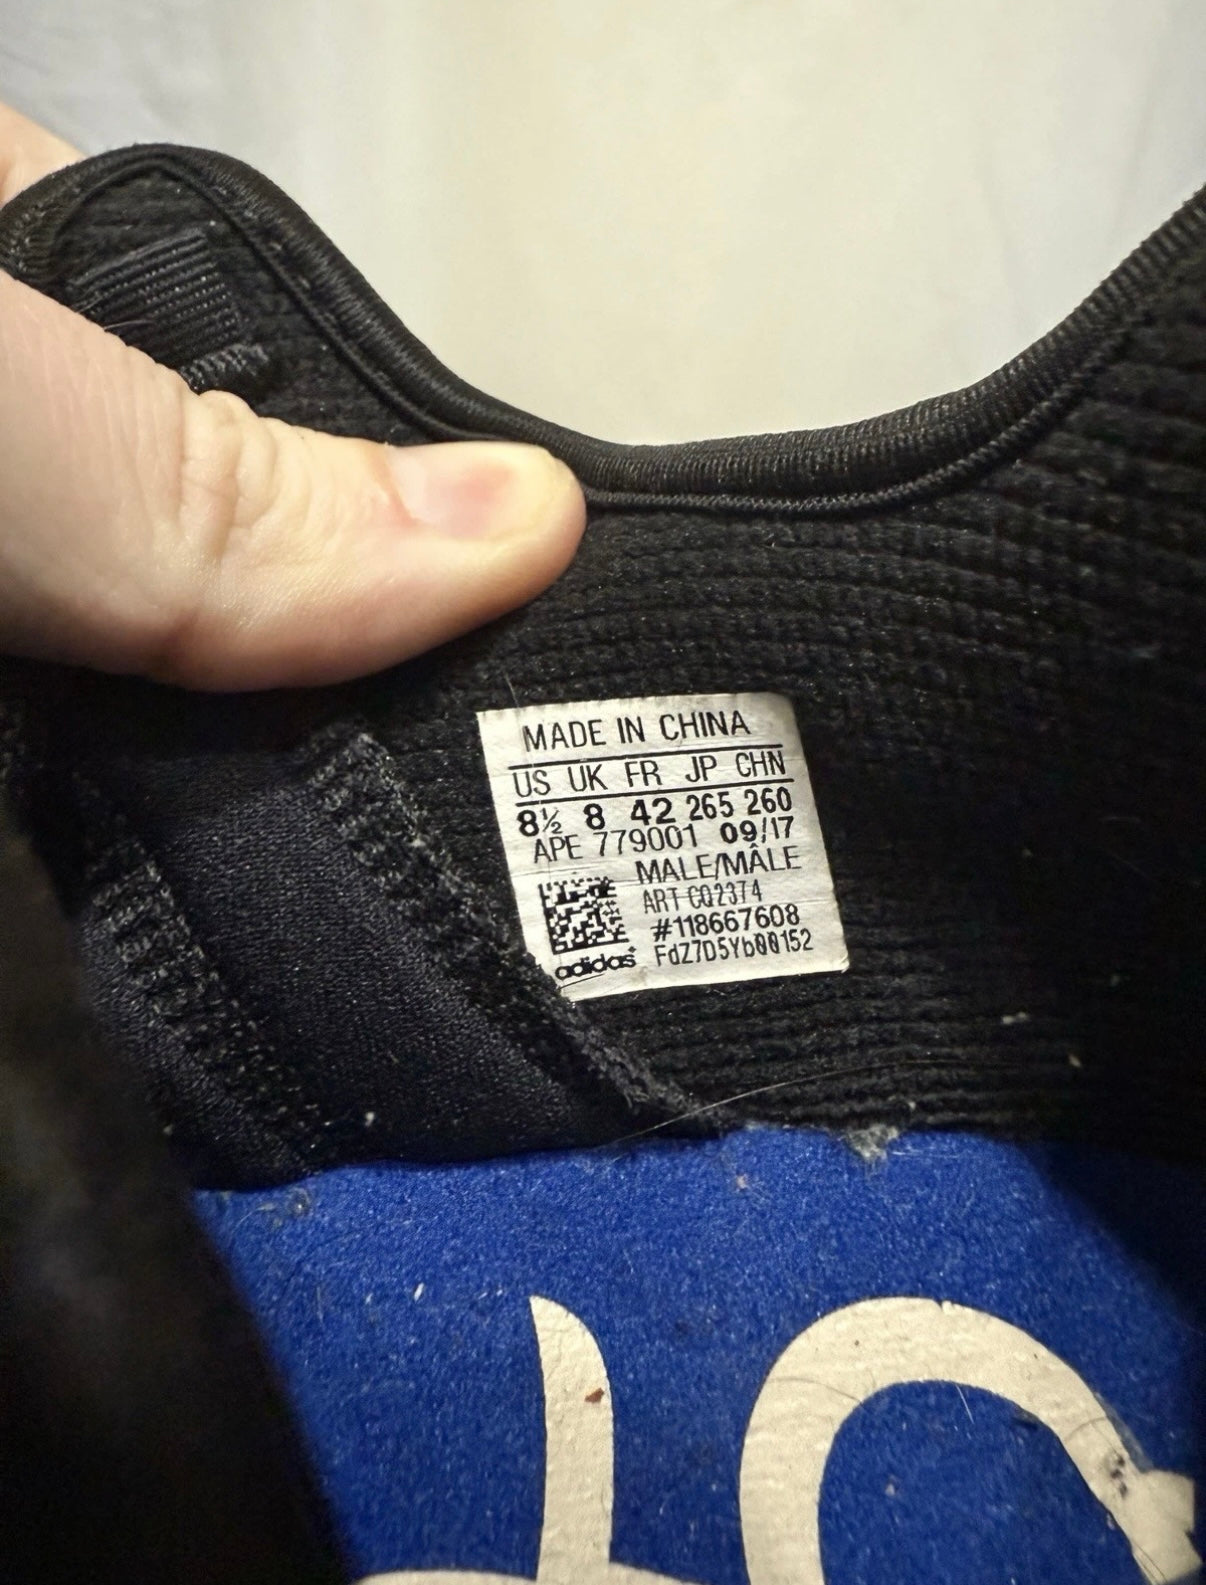 MADE IN CHINA
US UK FR JP CHN
8½ 8 42 265 260
APE 779001 09/17
MALE/MÂLE
ART CQ2374
#118667608
FdZ7D5Yb00152
adidas